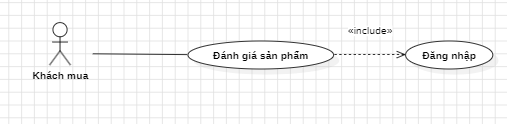 «include»
Đánh giá sản phẩm
Đăng nhập
Khách mua